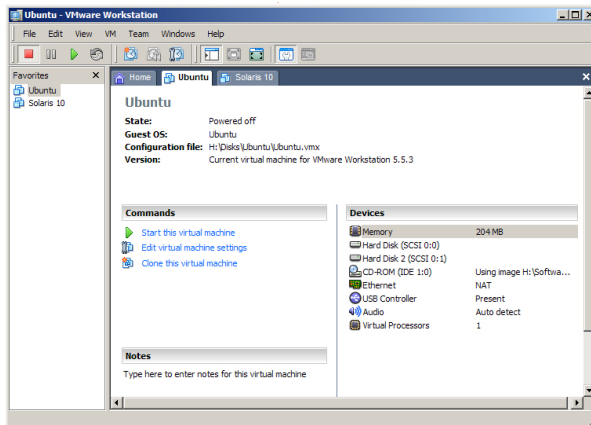 Ubuntu - VMware Workstation
File Edit View VM Team Windows Help
Favorites X
Ubuntu
Solaris 10
Home Ubuntu Solaris 10
Ubuntu
State: Powered off
Guest OS: Ubuntu
Configuration file: H:\Disks\Ubuntu\Ubuntu.vmx
Version: Current virtual machine for VMware Workstation 5.5.3
Commands
Start this virtual machine
Edit virtual machine settings
Clone this virtual machine
Devices
Memory 204 MB
Hard Disk (SCSI 0:0)
Hard Disk 2 (SCSI 0:1)
CD-ROM (IDE 1:0) Using image H:\Softwa...
Ethernet NAT
USB Controller Present
Audio Auto detect
Virtual Processors 1
Notes
Type here to enter notes for this virtual machine